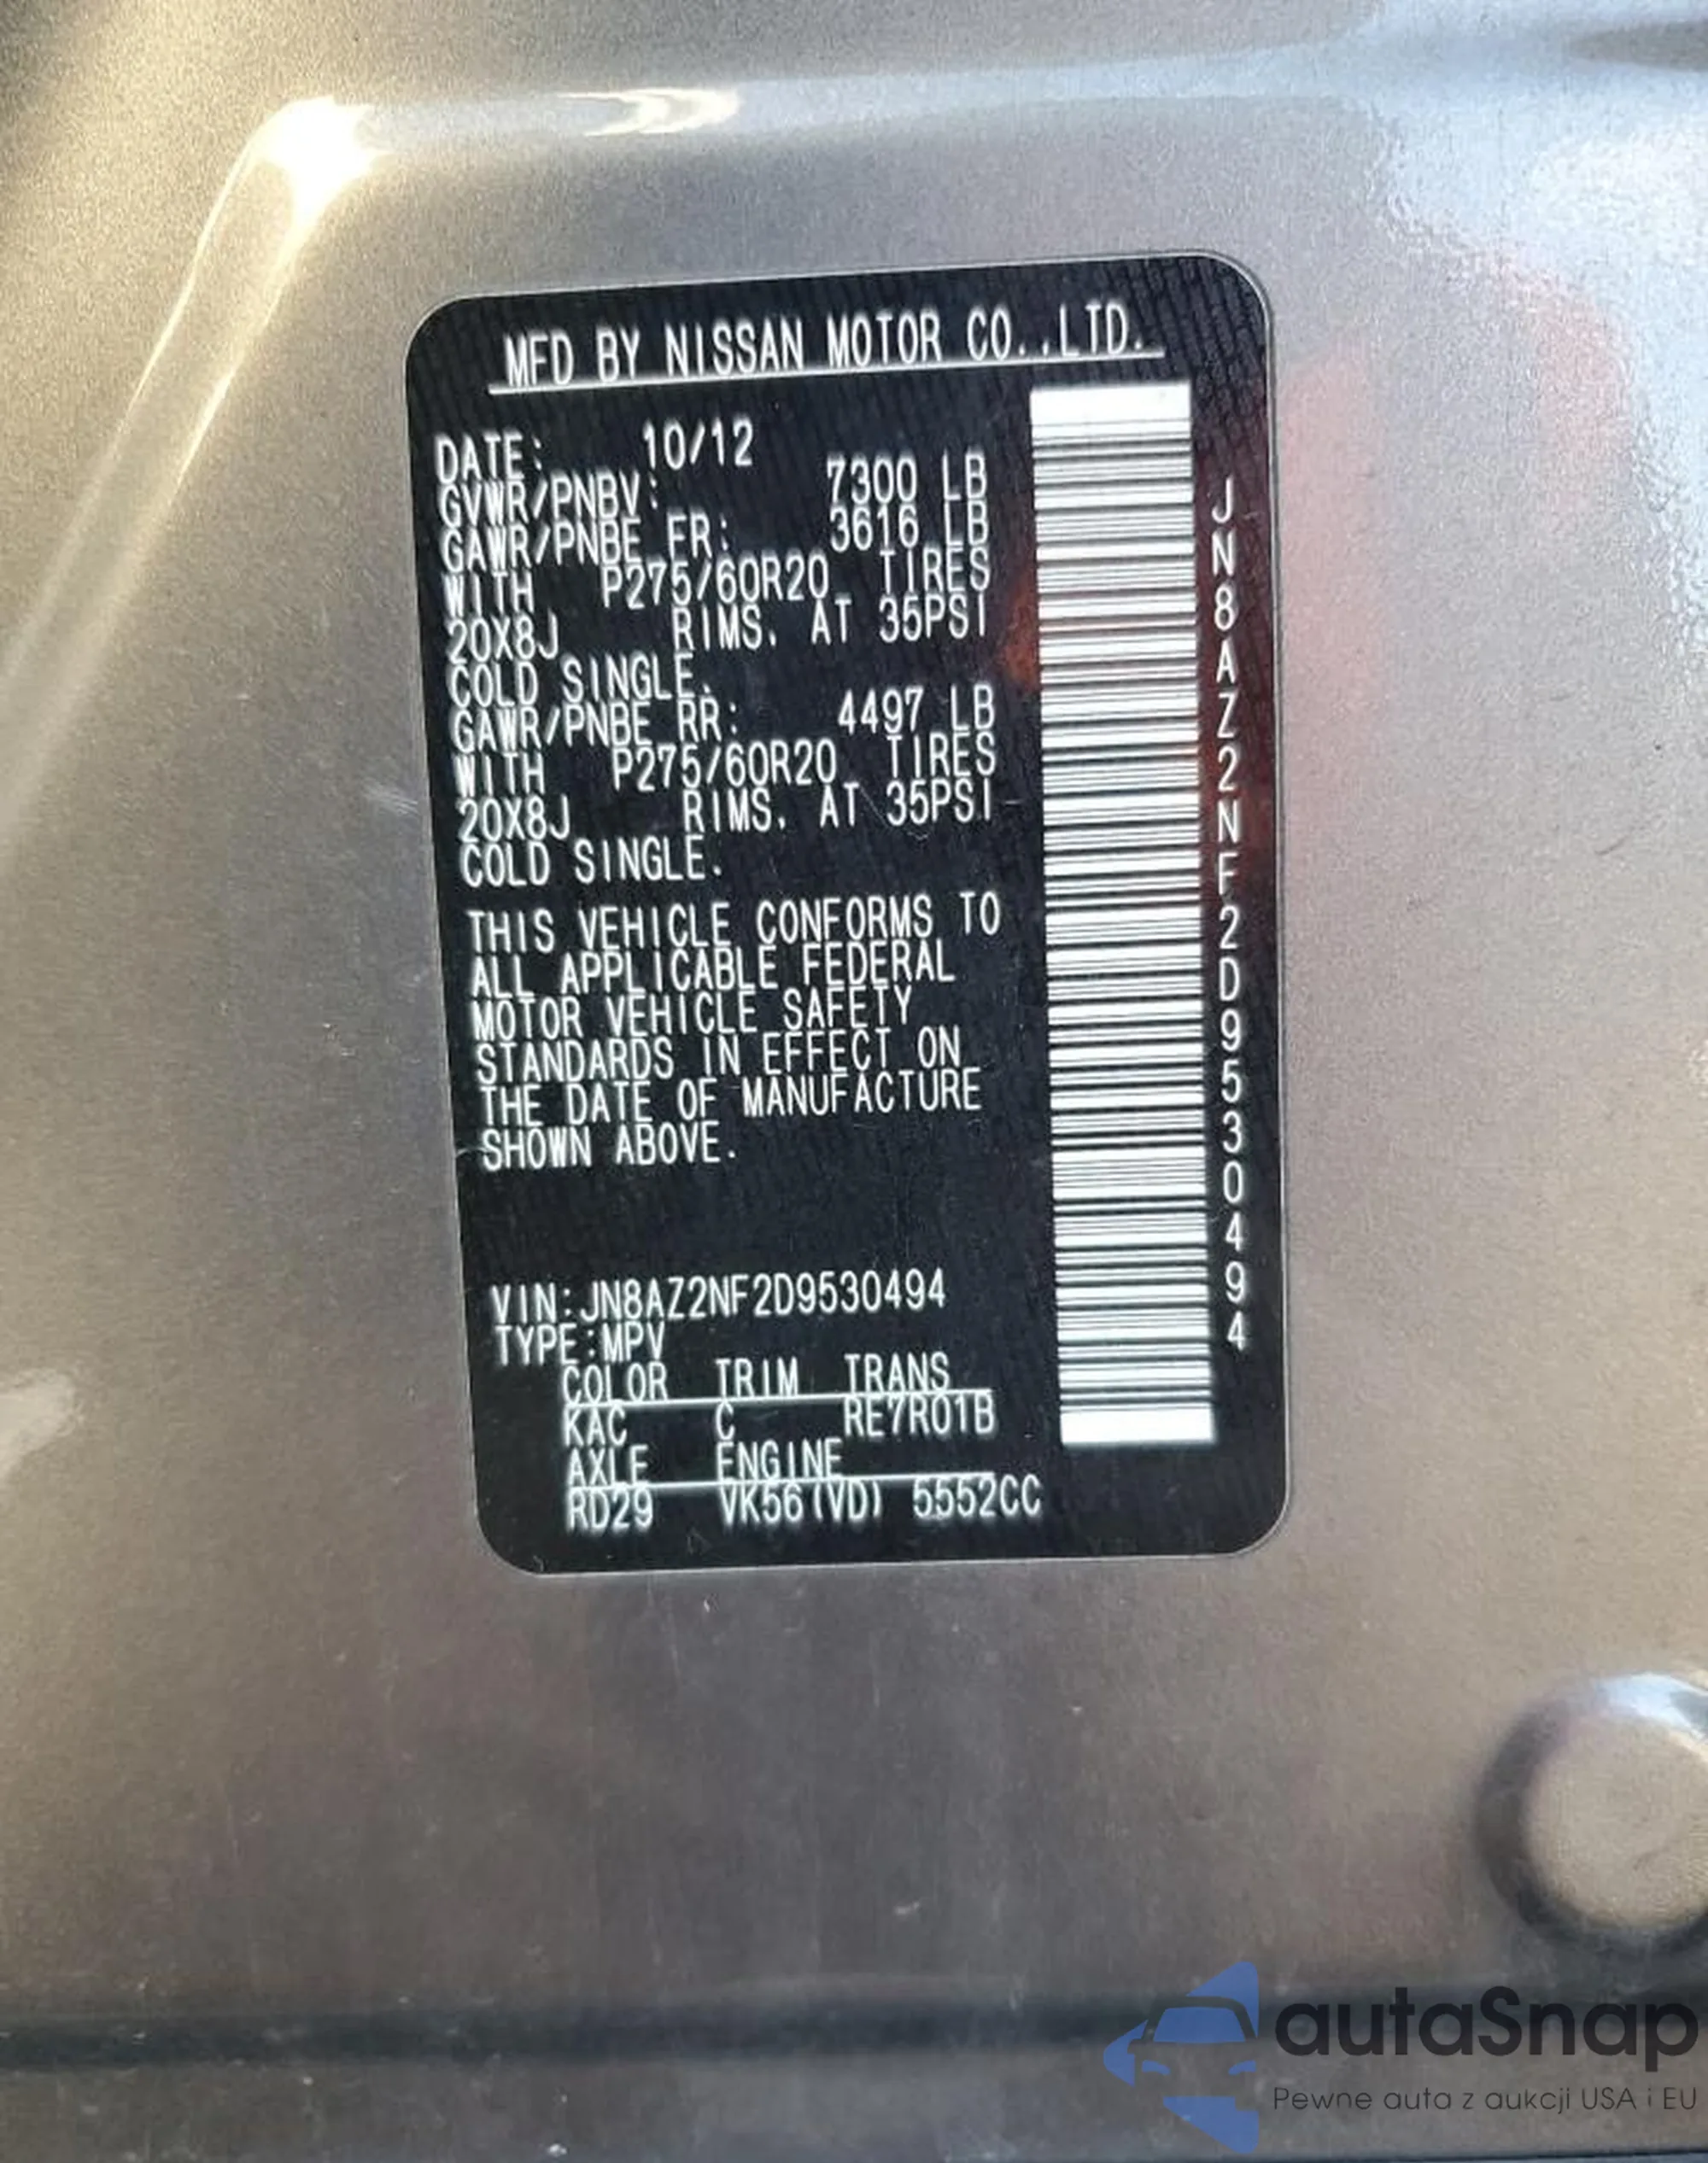 MFD BY NISSAN MOTOR CO.,LTD.
DATE: 10/12
GVWR/PNBV: 7300 LB
GAWR/PNBE FR: 3616 LB
WITH P275/60R20 TIRES
20X8J RIMS. AT 35PSI
COLD SINGLE.
GAWR/PNBE RR: 4497 LB
WITH P275/60R20 TIRES
20X8J RIMS. AT 35PSI
COLD SINGLE.
THIS VEHICLE CONFORMS TO
ALL APPLICABLE FEDERAL
MOTOR VEHICLE SAFETY
STANDARDS IN EFFECT ON
THE DATE OF MANUFACTURE
SHOWN ABOVE.
VIN:JN8AZ2NF2D9530494
TYPE:MPV
COLOR TRIM TRANS
KAC C RE7R01B
AXLE ENGINE
RD29 VK56(VD) 5552CC
JN8AZ2NF2D9530494
autaSnap
Pewne auta z aukcji USA i EU